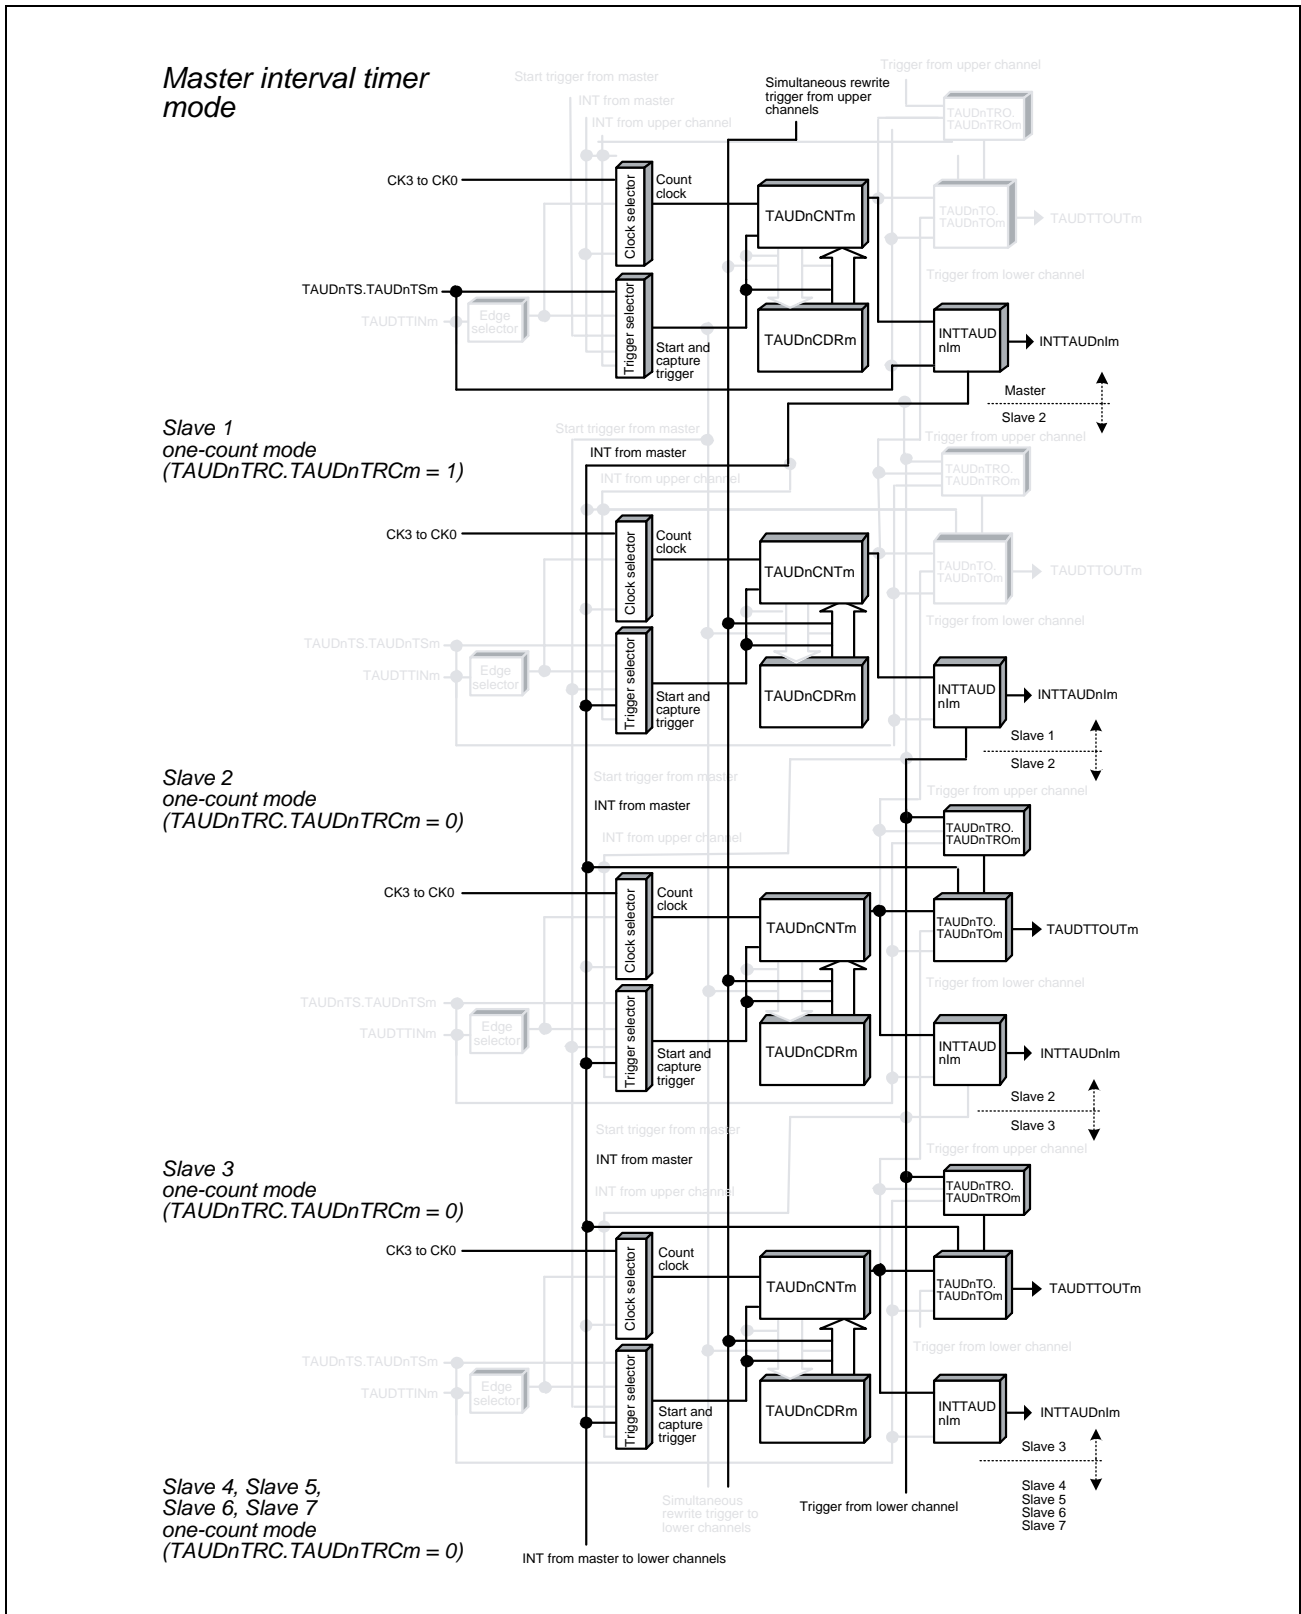 Master interval timer
mode
Start trigger from master
INT from master
INT from upper channel
Simultaneous rewrite
trigger from upper
channels
Trigger from upper channel
TAUDnTRO.
TAUDnTROm
CK3 to CK0
Clock selector
Count
clock
TAUDnCNTm
TAUDnTO.
TAUDnTOm
TAUDTTOUTm
Trigger from lower channel
TAUDnTS.TAUDnTSm
TAUDTTINm
Edge
selector
Trigger selector
Start and
capture
trigger
TAUDnCDRm
INTTAUD
nIm
INTTAUDnIm
Master
Slave 2
Slave 1
one-count mode
(TAUDnTRC.TAUDnTRCm = 1)
Start trigger from master
INT from master
INT from upper channel
Trigger from upper channel
TAUDnTRO.
TAUDnTROm
CK3 to CK0
Clock selector
Count
clock
TAUDnCNTm
TAUDnTO.
TAUDnTOm
TAUDTTOUTm
Trigger from lower channel
TAUDnTS.TAUDnTSm
TAUDTTINm
Edge
selector
Trigger selector
Start and
capture
trigger
TAUDnCDRm
INTTAUD
nIm
INTTAUDnIm
Slave 1
Slave 2
Slave 2
one-count mode
(TAUDnTRC.TAUDnTRCm = 0)
Start trigger from master
INT from master
INT from upper channel
Trigger from upper channel
TAUDnTRO.
TAUDnTROm
CK3 to CK0
Clock selector
Count
clock
TAUDnCNTm
TAUDnTO.
TAUDnTOm
TAUDTTOUTm
Trigger from lower channel
TAUDnTS.TAUDnTSm
TAUDTTINm
Edge
selector
Trigger selector
Start and
capture
trigger
TAUDnCDRm
INTTAUD
nIm
INTTAUDnIm
Slave 2
Slave 3
Slave 3
one-count mode
(TAUDnTRC.TAUDnTRCm = 0)
Start trigger from master
INT from master
INT from upper channel
Trigger from upper channel
TAUDnTRO.
TAUDnTROm
CK3 to CK0
Clock selector
Count
clock
TAUDnCNTm
TAUDnTO.
TAUDnTOm
TAUDTTOUTm
Trigger from lower channel
TAUDnTS.TAUDnTSm
TAUDTTINm
Edge
selector
Trigger selector
Start and
capture
trigger
TAUDnCDRm
INTTAUD
nIm
INTTAUDnIm
Slave 3
Slave 4
Slave 5
Slave 6
Slave 7
Slave 4, Slave 5,
Slave 6, Slave 7
one-count mode
(TAUDnTRC.TAUDnTRCm = 0)
Simultaneous
rewrite trigger to
lower channels
Trigger from lower channel
INT from master to lower channels